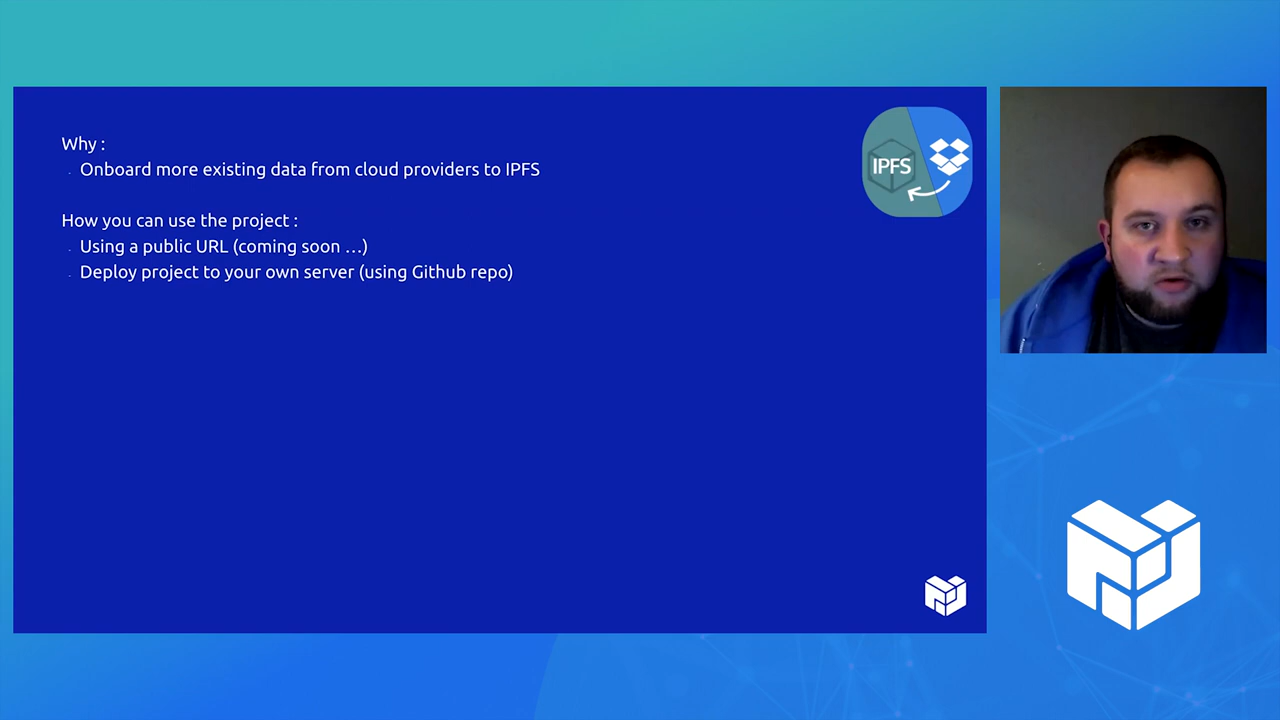 Why :
Onboard more existing data from cloud providers to IPFS
How you can use the project :
Using a public URL (coming soon …)
Deploy project to your own server (using Github repo)
IPFS